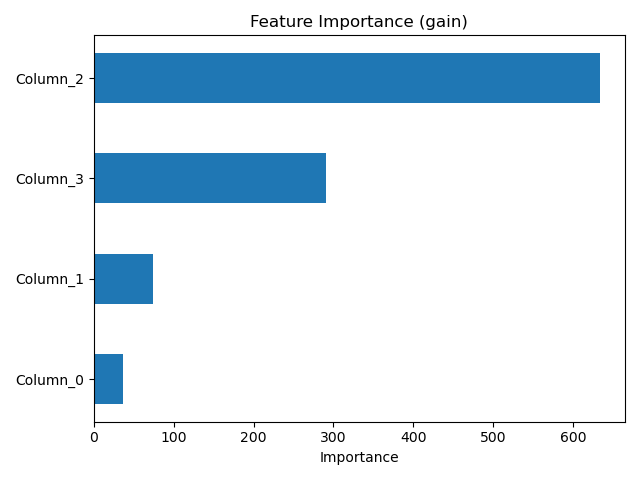 Feature Importance (gain)
Column_2
Column_3
Column_1
Column_0
0 100 200 300 400 500 600
Importance